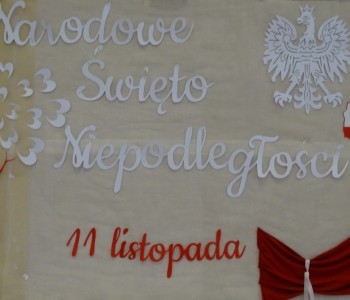 Narodowe
Święto
Niepodległości
11 listopada